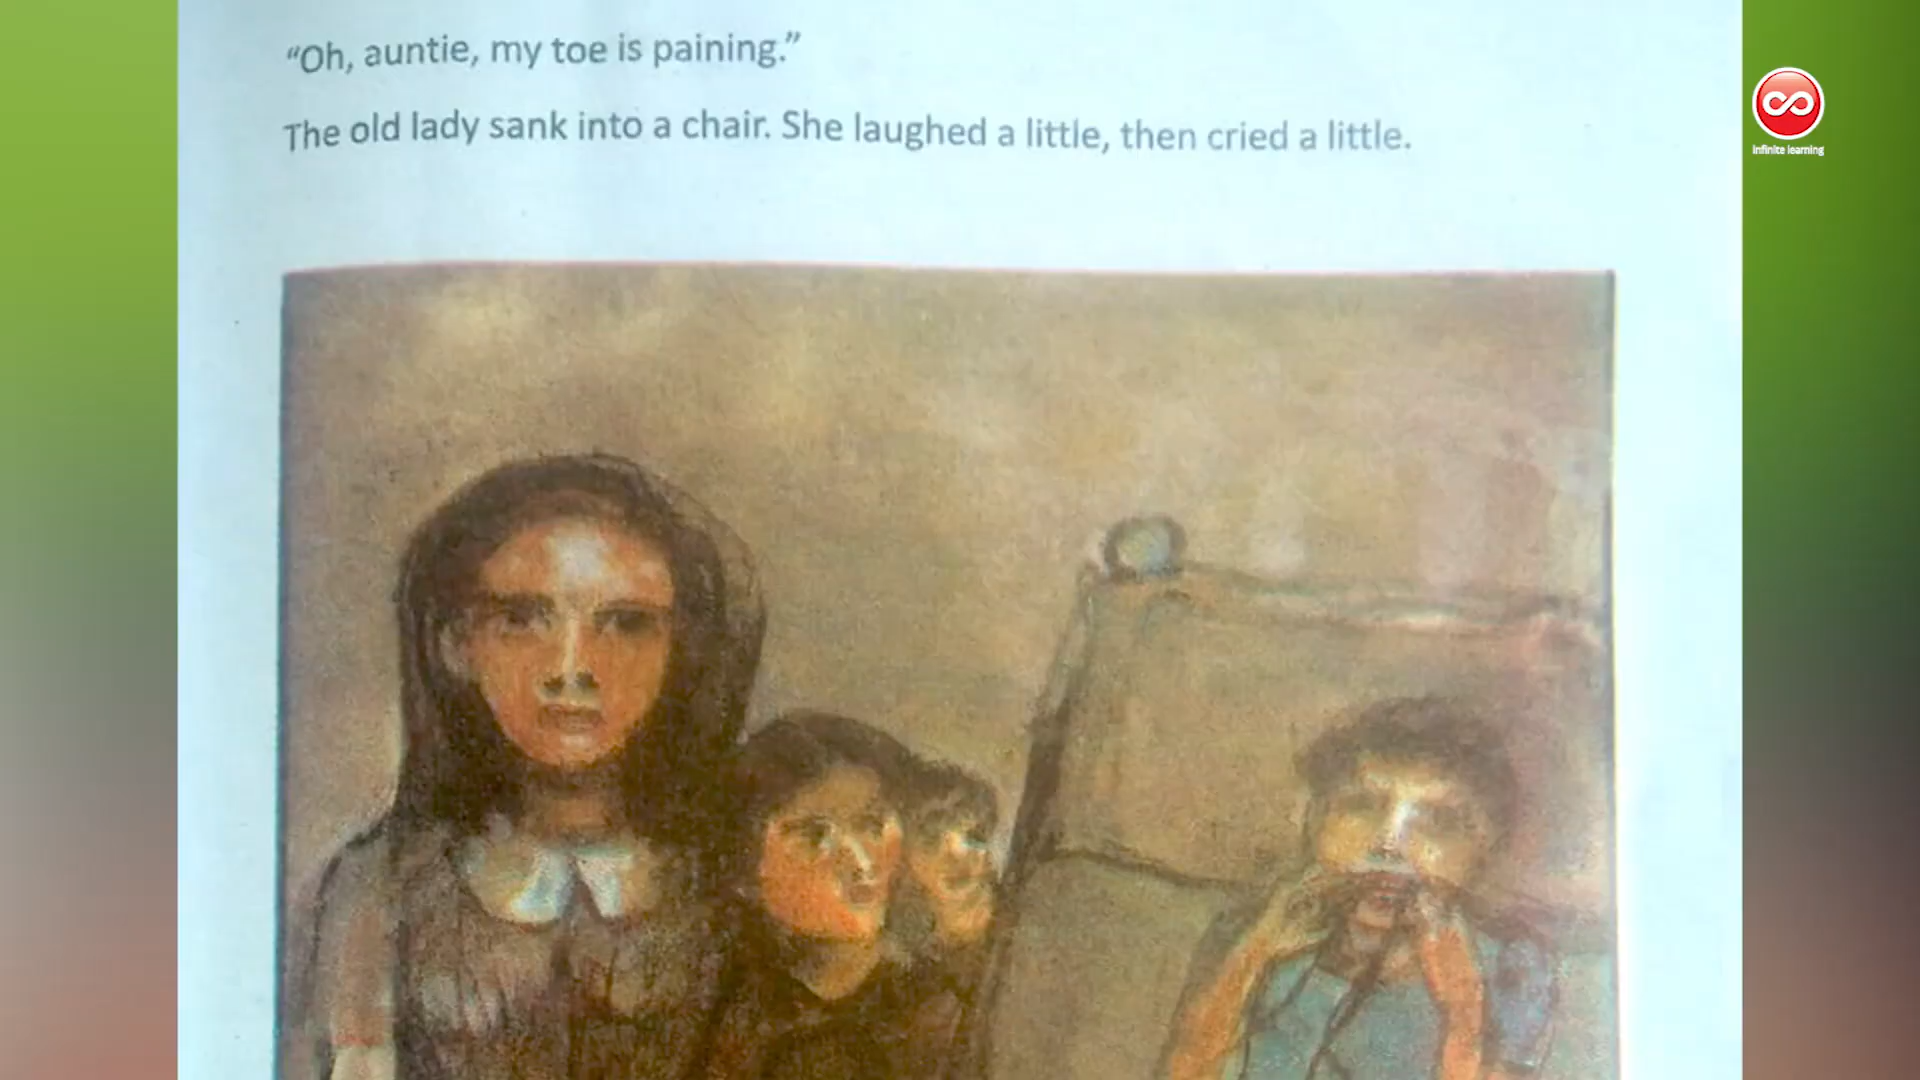 “Oh, auntie, my toe is paining.”
The old lady sank into a chair. She laughed a little, then cried a little.
infinite learning